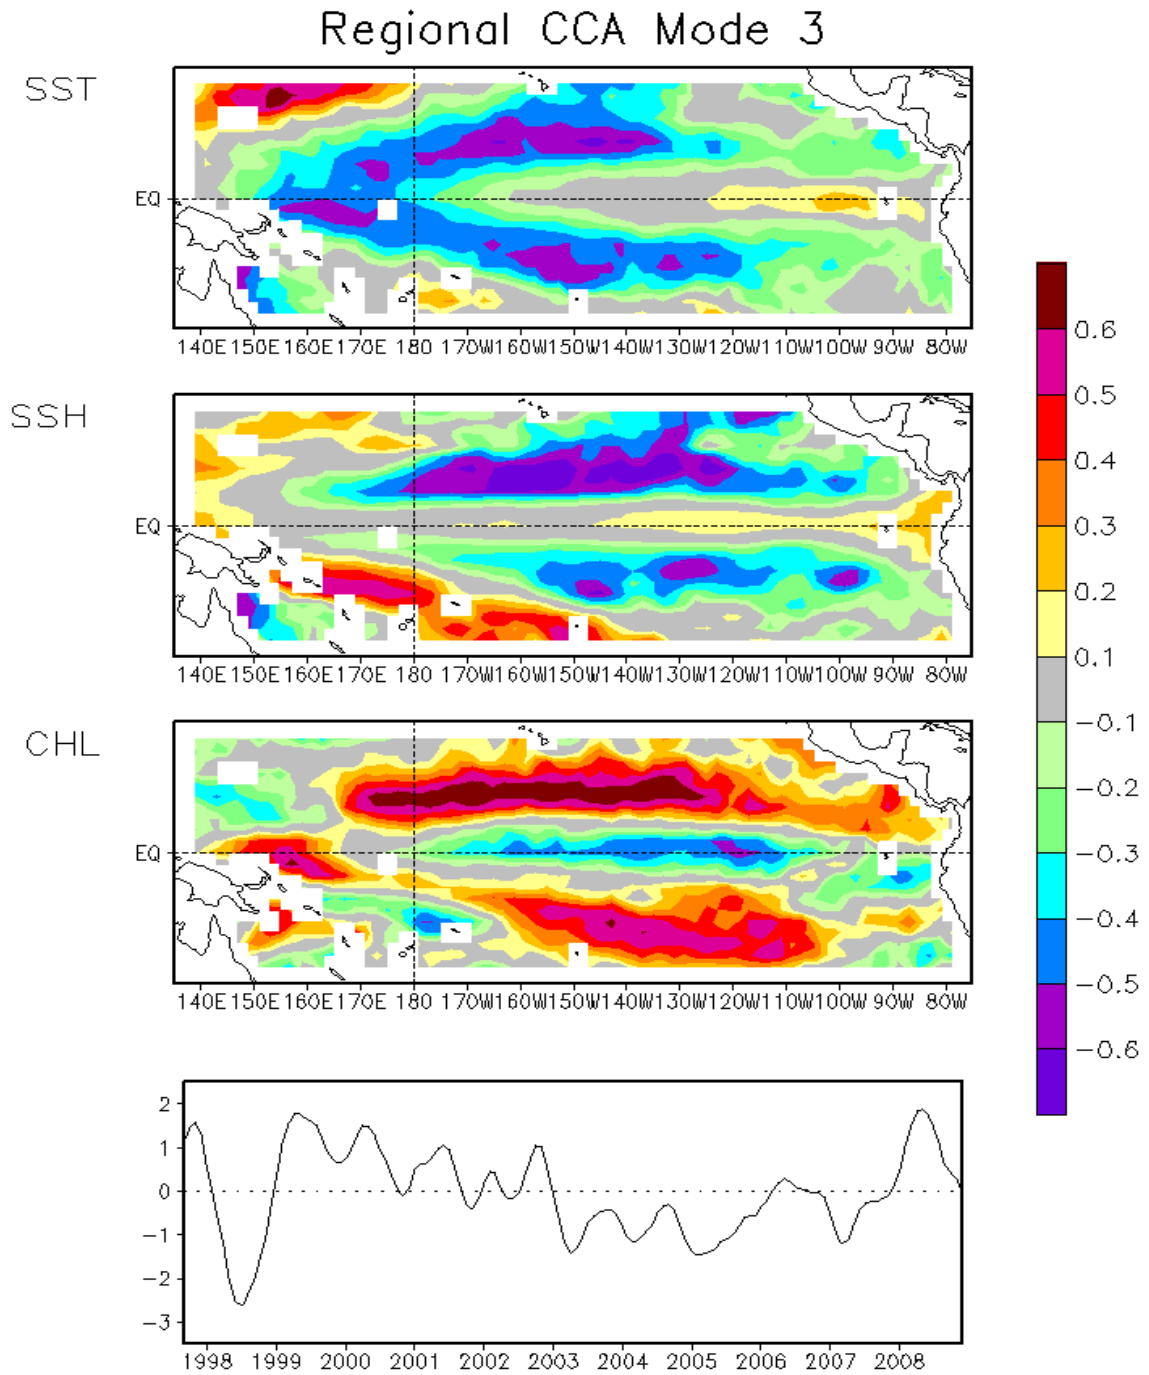 Regional CCA Mode 3
SST
EQ
140E 150E 160E 170E 180 170W 160W 150W 140W 130W 120W 110W 100W 90W 80W
SSH
EQ
140E 150E 160E 170E 180 170W 160W 150W 140W 130W 120W 110W 100W 90W 80W
CHL
EQ
140E 150E 160E 170E 180 170W 160W 150W 140W 130W 120W 110W 100W 90W 80W
0.6
0.5
0.4
0.3
0.2
0.1
−0.1
−0.2
−0.3
−0.4
−0.5
−0.6
2
1
0
−1
−2
−3
1998 1999 2000 2001 2002 2003 2004 2005 2006 2007 2008